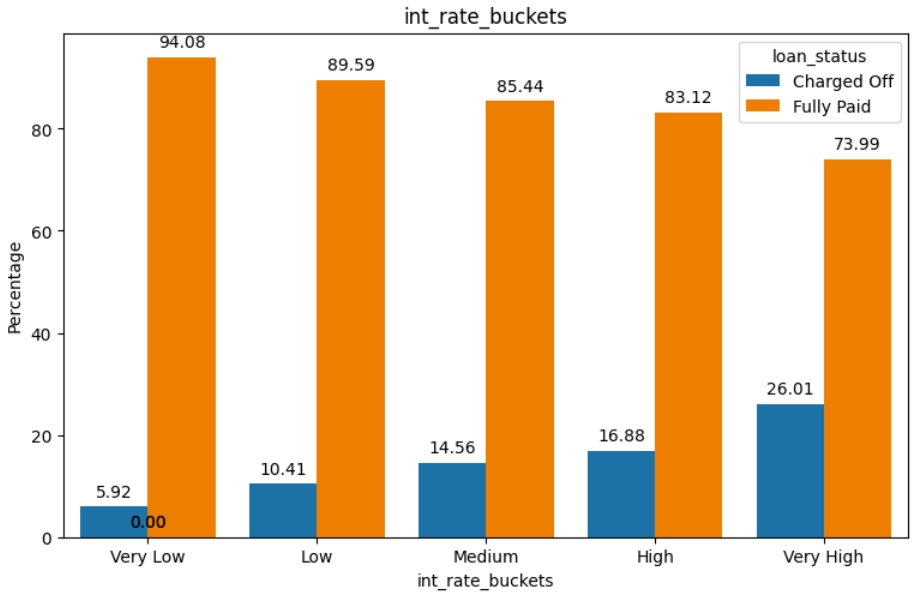 int_rate_buckets
loan_status
Charged Off
Fully Paid
94.08
89.59
85.44
83.12
73.99
5.92
10.41
14.56
16.88
26.01
0.00
Percentage
80
60
40
20
0
Very Low
Low
Medium
High
Very High
int_rate_buckets